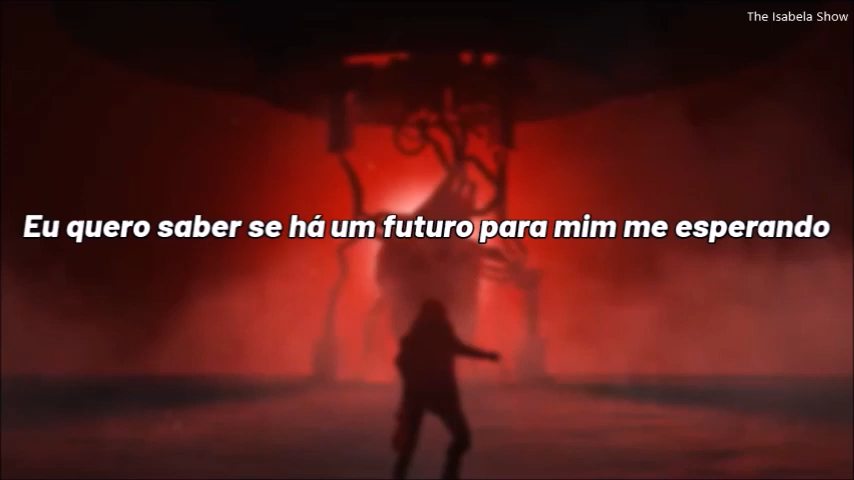 The Isabela Show
Eu quero saber se há um futuro para mim me esperando